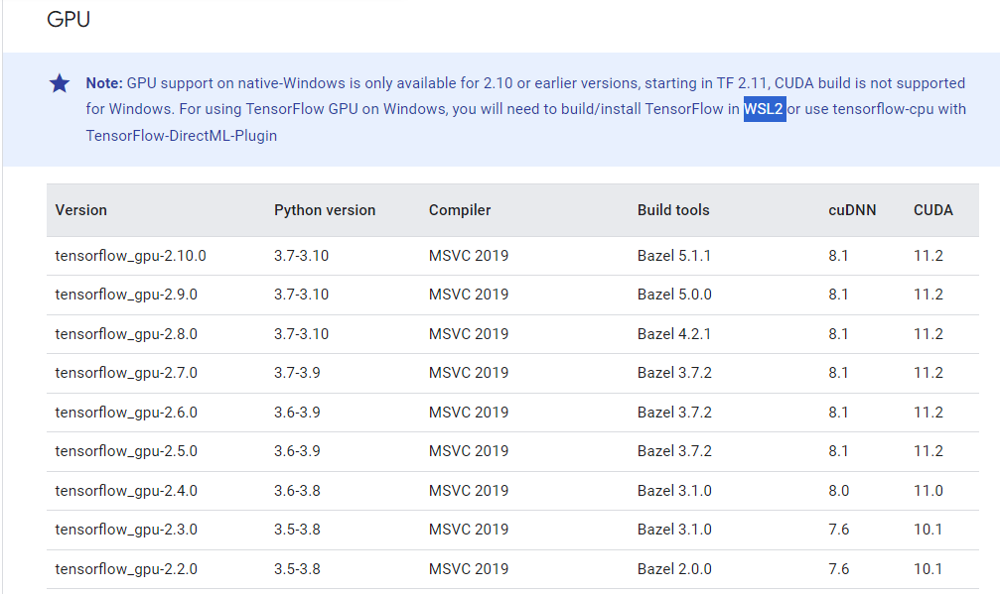 GPU
Note: GPU support on native-Windows is only available for 2.10 or earlier versions, starting in TF 2.11, CUDA build is not supported
for Windows. For using TensorFlow GPU on Windows, you will need to build/install TensorFlow in WSL2 or use tensorflow-cpu with
TensorFlow-DirectML-Plugin
Version Python version Compiler Build tools cuDNN CUDA
tensorflow_gpu-2.10.0 3.7-3.10 MSVC 2019 Bazel 5.1.1 8.1 11.2
tensorflow_gpu-2.9.0 3.7-3.10 MSVC 2019 Bazel 5.0.0 8.1 11.2
tensorflow_gpu-2.8.0 3.7-3.10 MSVC 2019 Bazel 4.2.1 8.1 11.2
tensorflow_gpu-2.7.0 3.7-3.9 MSVC 2019 Bazel 3.7.2 8.1 11.2
tensorflow_gpu-2.6.0 3.6-3.9 MSVC 2019 Bazel 3.7.2 8.1 11.2
tensorflow_gpu-2.5.0 3.6-3.9 MSVC 2019 Bazel 3.7.2 8.1 11.2
tensorflow_gpu-2.4.0 3.6-3.8 MSVC 2019 Bazel 3.1.0 8.0 11.0
tensorflow_gpu-2.3.0 3.5-3.8 MSVC 2019 Bazel 3.1.0 7.6 10.1
tensorflow_gpu-2.2.0 3.5-3.8 MSVC 2019 Bazel 2.0.0 7.6 10.1